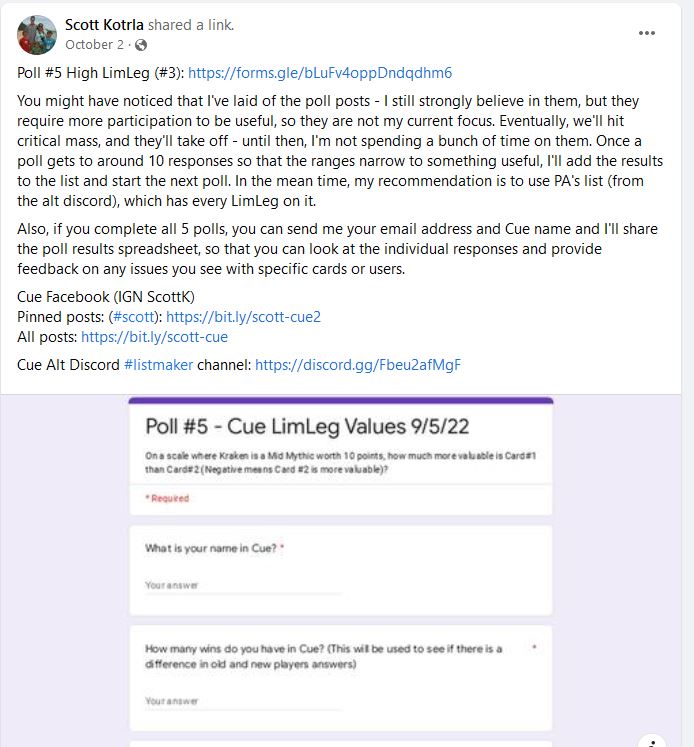 Scott Kotrla shared a link.
October 2 ·
Poll #5 High LimLeg (#3): https://forms.gle/bLuFv4oppDndqdhm6
You might have noticed that I've laid of the poll posts - I still strongly believe in them, but they
require more participation to be useful, so they are not my current focus. Eventually, we'll hit
critical mass, and they'll take off - until then, I'm not spending a bunch of time on them. Once a
poll gets to around 10 responses so that the ranges narrow to something useful, I'll add the results
to the list and start the next poll. In the mean time, my recommendation is to use PA's list (from
the alt discord), which has every LimLeg on it.
Also, if you complete all 5 polls, you can send me your email address and Cue name and I'll share
the poll results spreadsheet, so that you can look at the individual responses and provide
feedback on any issues you see with specific cards or users.
Cue Facebook (IGN ScottK)
Pinned posts: (#scott): https://bit.ly/scott-cue2
All posts: https://bit.ly/scott-cue
Cue Alt Discord #listmaker channel: https://discord.gg/Fbeu2afMgF
Poll #5 - Cue LimLeg Values 9/5/22
On a scale where Kraken is a Mid Mythic worth 10 points, how much more valuable is Card#1
than Card#2 (Negative means Card #2 is more valuable)?
* Required
What is your name in Cue? *
Your answer
How many wins do you have in Cue? (This will be used to see if there is a *
difference in old and new players answers)
Your answer